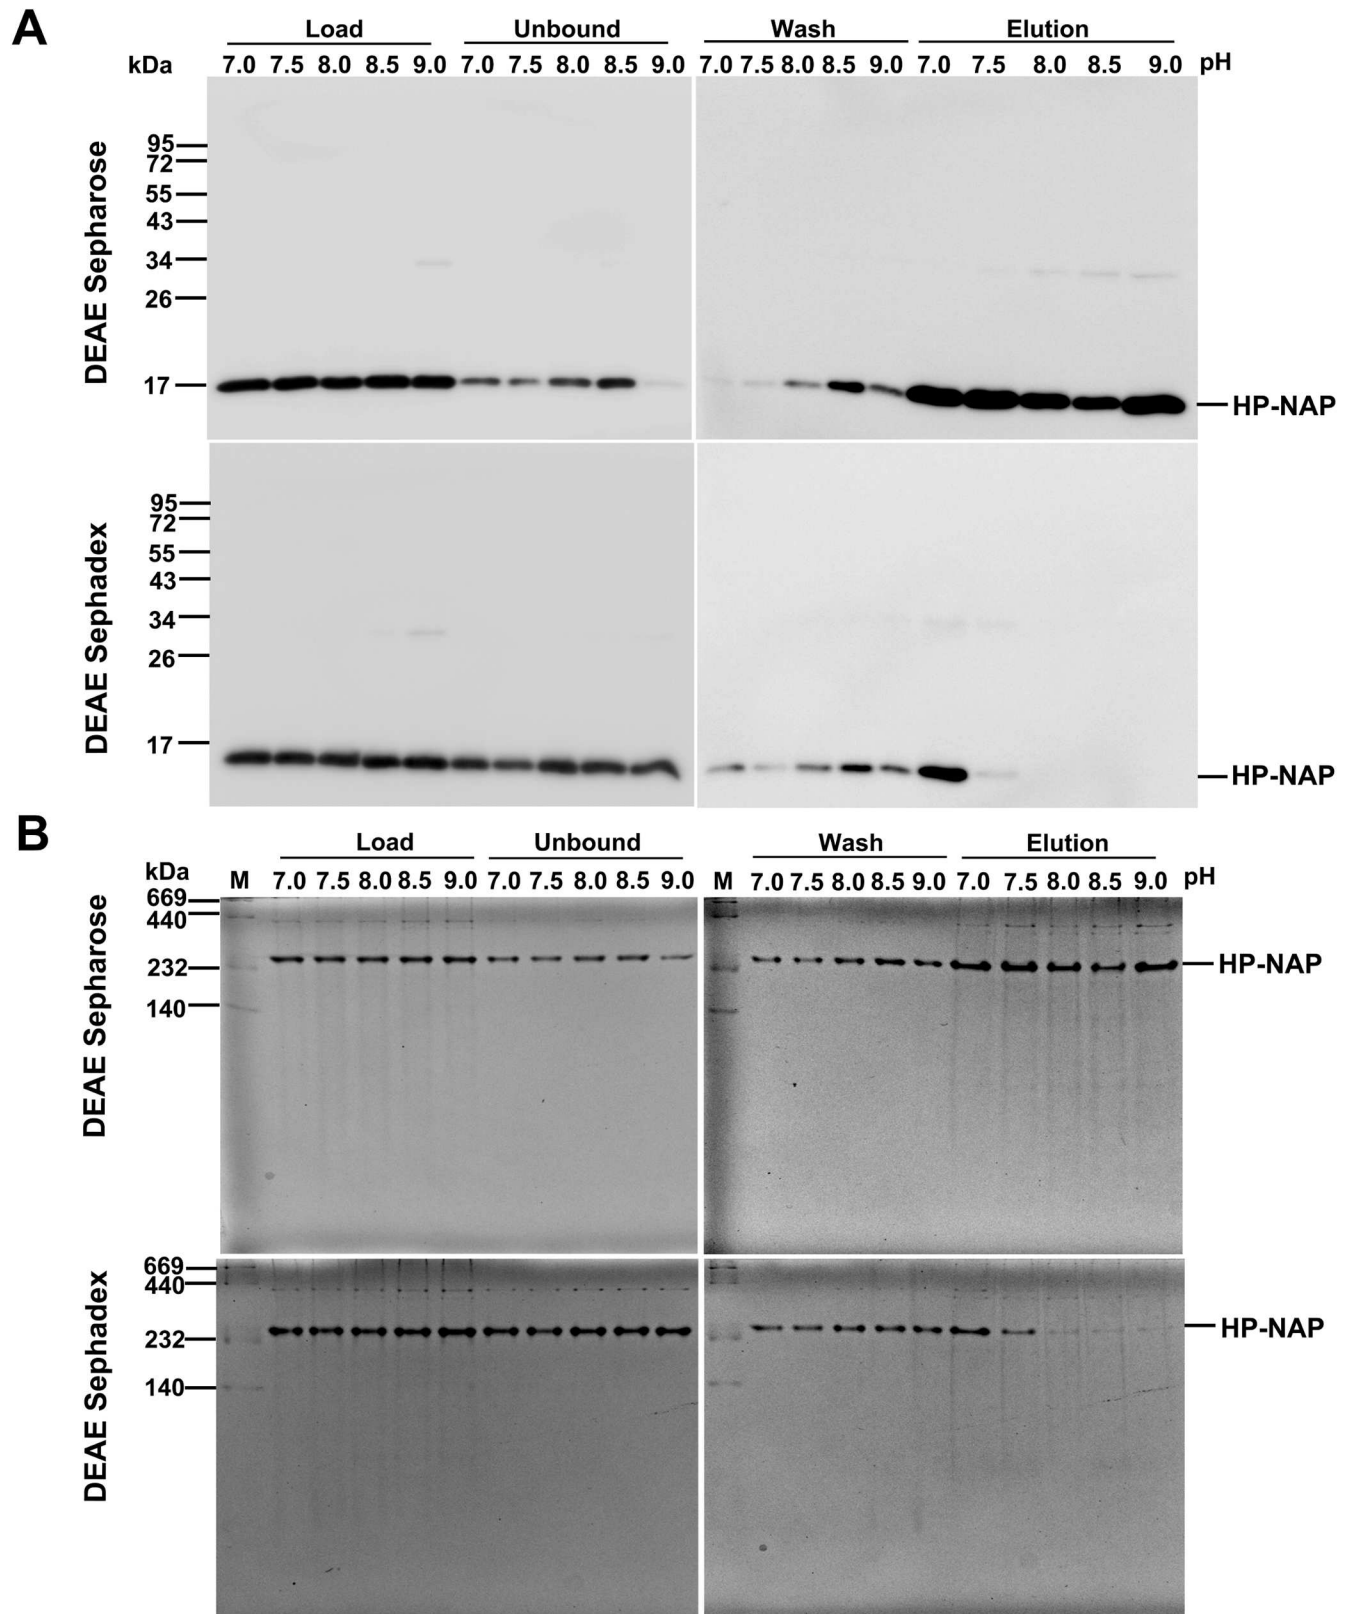 A
Load Unbound Wash Elution
kDa 7.0 7.5 8.0 8.5 9.0 7.0 7.5 8.0 8.5 9.0 7.0 7.5 8.0 8.5 9.0 7.0 7.5 8.0 8.5 9.0 pH
DEAE Sepharose
95
72
55
43
34
26
17
HP-NAP
DEAE Sephadex
95
72
55
43
34
26
17
HP-NAP
B
Load Unbound Wash Elution
kDa M 7.0 7.5 8.0 8.5 9.0 7.0 7.5 8.0 8.5 9.0 M 7.0 7.5 8.0 8.5 9.0 7.0 7.5 8.0 8.5 9.0 pH
DEAE Sepharose
669
440
232
140
HP-NAP
DEAE Sephadex
669
440
232
140
HP-NAP